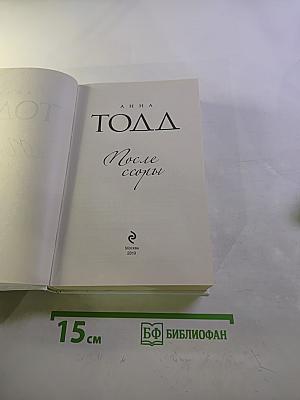 АННА
ТОДД
После
ссоры
Москва
2019
15 см
БФ БИБЛИОФАН